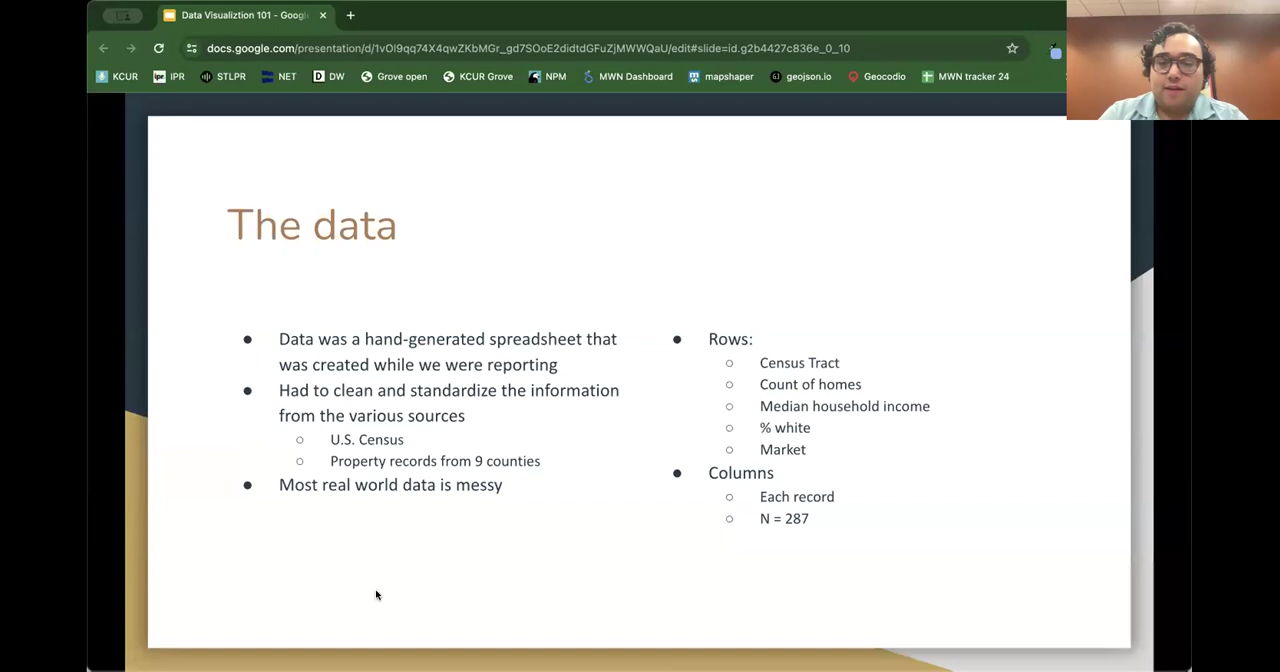 Data Visualiztion 101 - Googl
docs.google.com/presentation/d/1vOl9qq74X4qwZKbMGr_gd7SOoE2didtdGFuZjMWWQaU/edit#slide=id.g2b4427c836e_0_10
KCUR IPR STLPR NET DW Grove open KCUR Grove NPM MWN Dashboard mapshaper geojson.io Geocodio MWN tracker 24
The data
Data was a hand-generated spreadsheet that
was created while we were reporting
Had to clean and standardize the information
from the various sources
U.S. Census
Property records from 9 counties
Most real world data is messy
Rows:
Census Tract
Count of homes
Median household income
% white
Market
Columns
Each record
N = 287